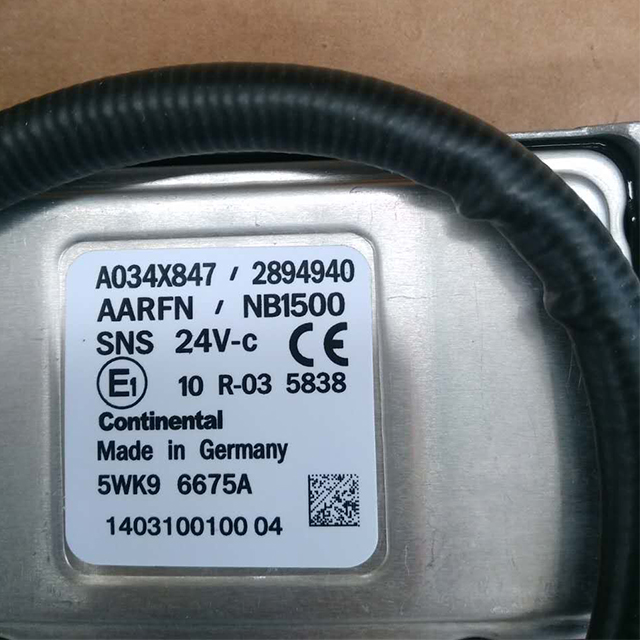 A034X847 / 2894940
AARFN / NB1500
SNS 24V-c CE
E1 10 R-03 5838
Continental
Made in Germany
5WK9 6675A
1403100100 04